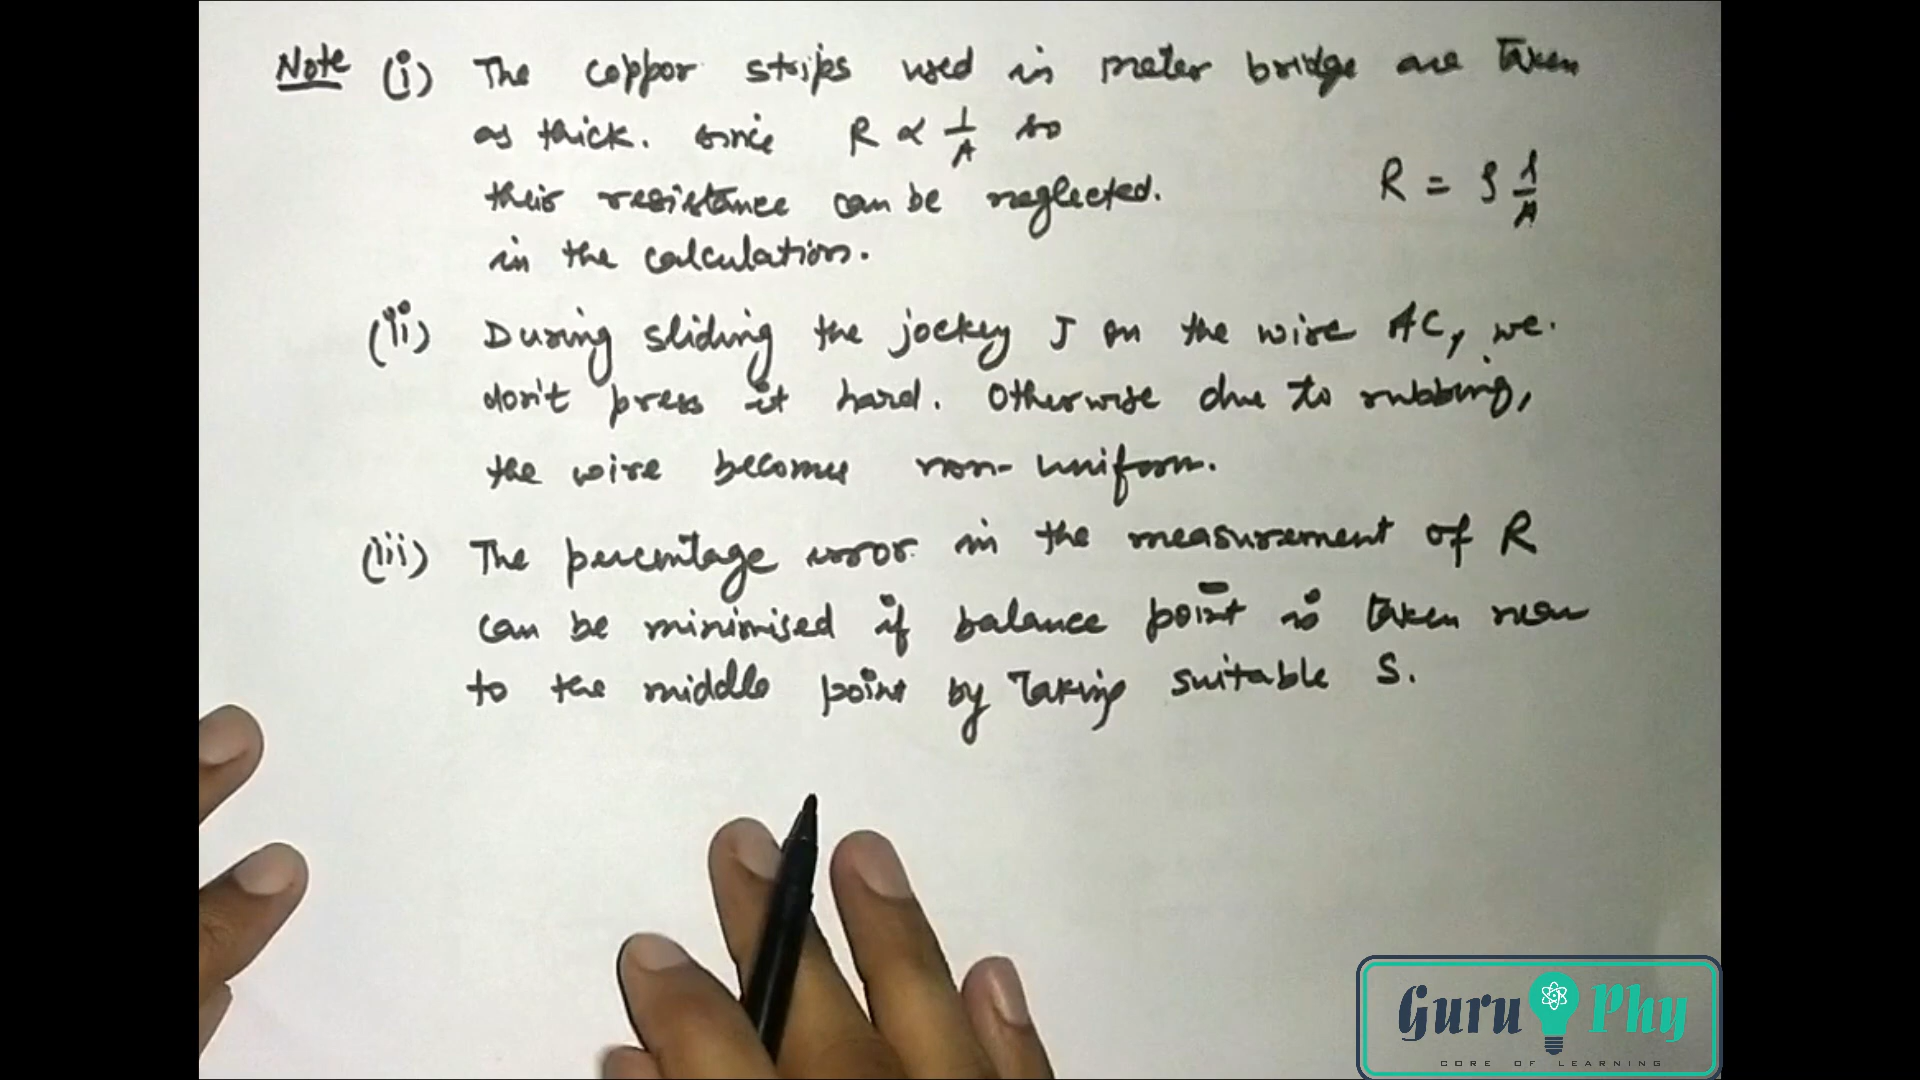 Note (i) The coppor strips used in meter bridge are taken
as thick. since R ∝ 1/A so
their resistance can be neglected.
R = ρ l/A
in the calculation.
(ii) During sliding the jockey J on the wire AC, we
don't press it hard. Otherwise due to rubbing,
the wire becomes non-uniform.
(iii) The percentage error in the measurement of R
can be minimised if balance point is taken near
to the middle point by taking suitable S.
Guru Phy
CORE OF LEARNING